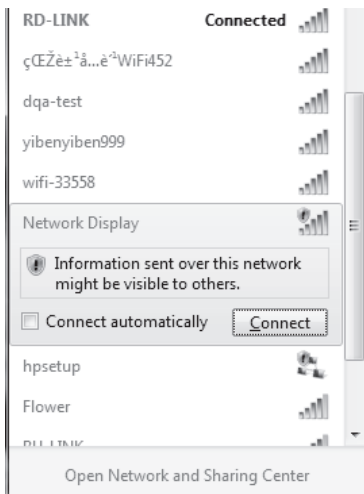 RD-LINK Connected
çŒŽè±¹å...è´¹WiFi452
dqa-test
yibenyiben999
wifi-33558
Network Display
Information sent over this network
might be visible to others.
Connect automatically Connect
hpsetup
Flower
Open Network and Sharing Center